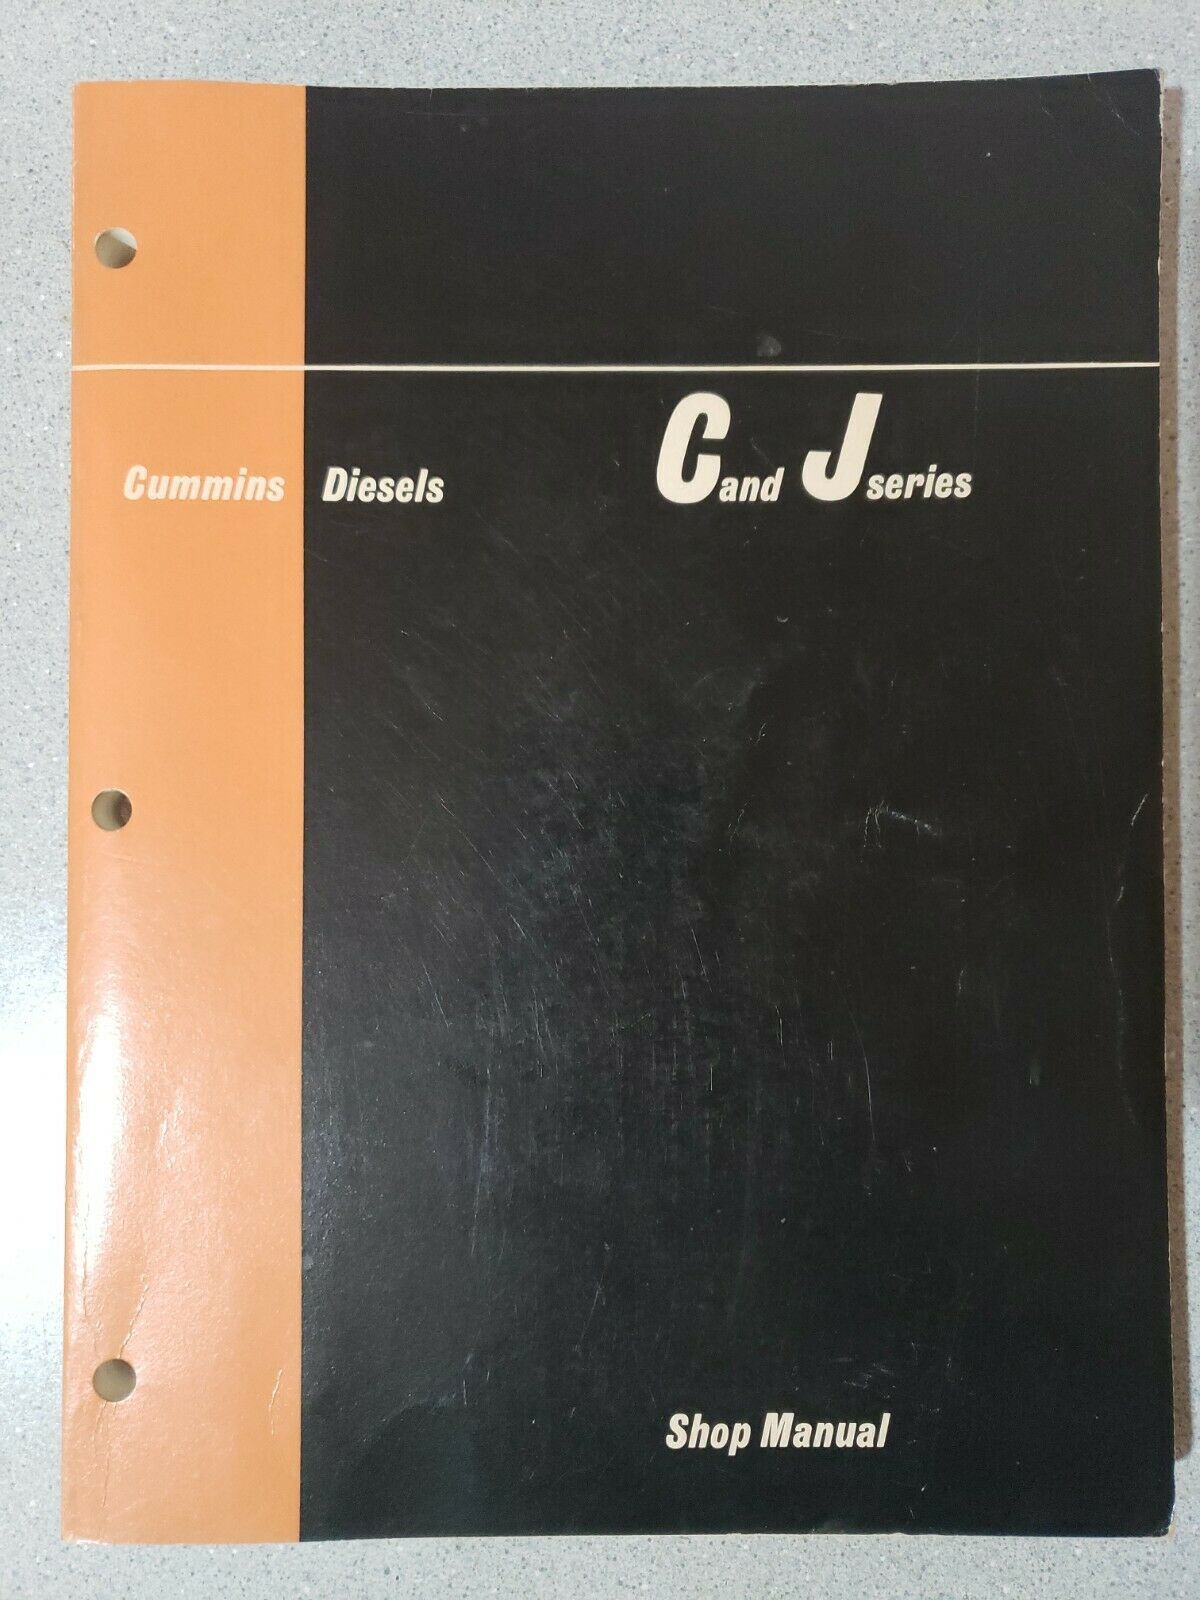 Cummins Diesels C and J series
Shop Manual